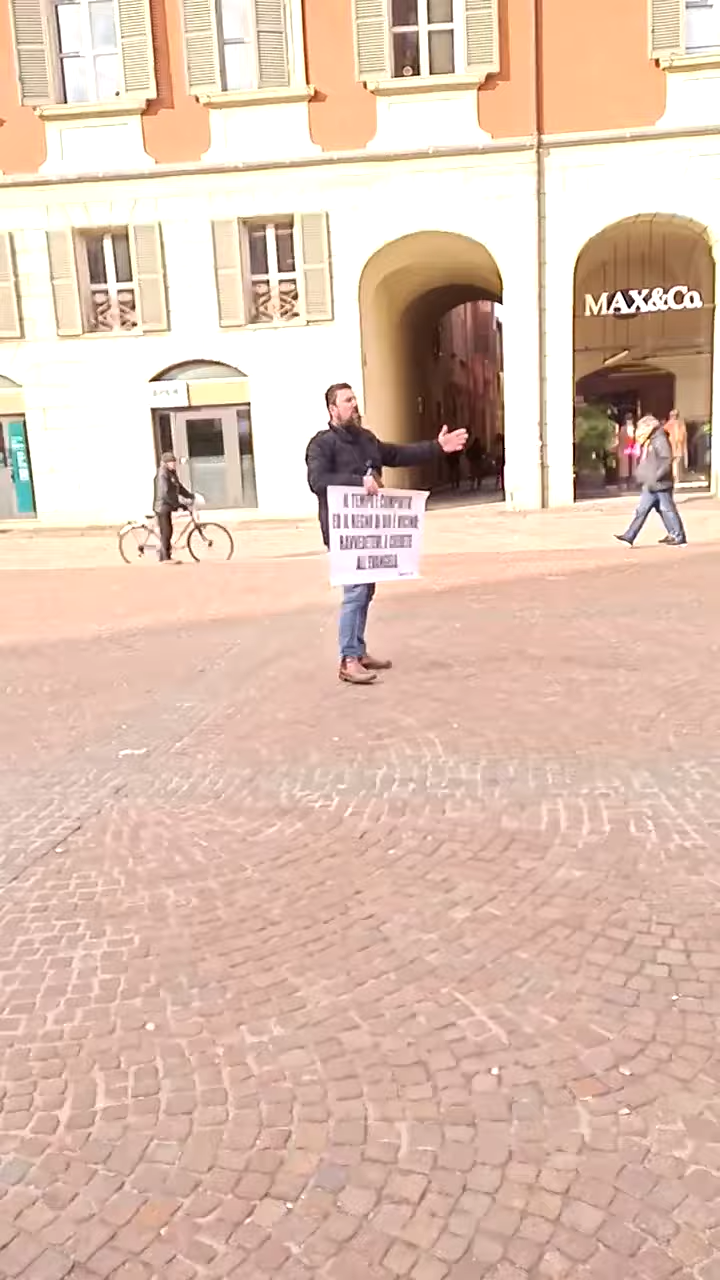 MAX&Co.
IL TEMPO È COMPIUTO
ED IL REGNO DI DIO È VICINO:
RAVVEDETEVI E CREDETE
ALL'EVANGELO.